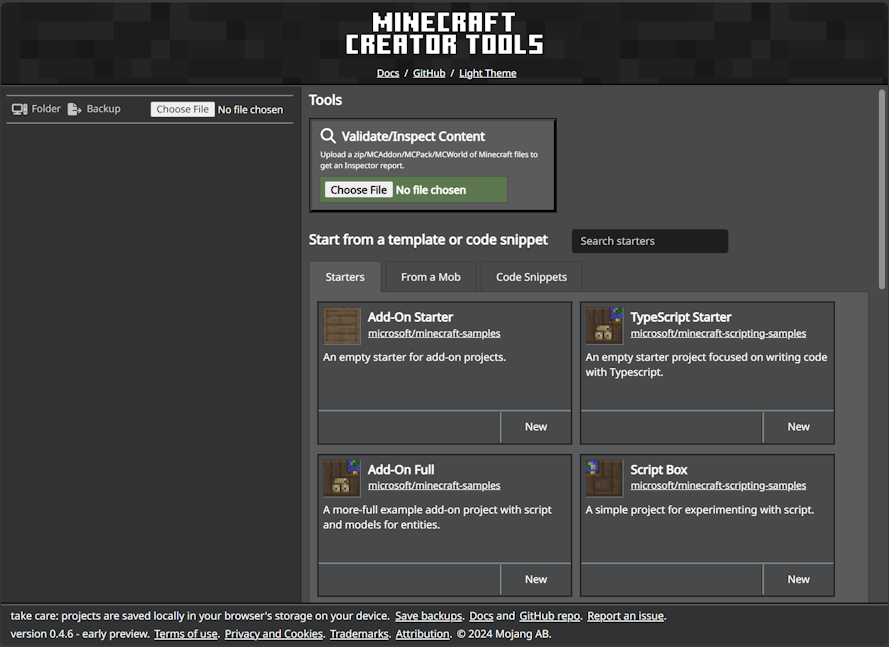 MINECRAFT
CREATOR TOOLS
Docs / GitHub / Light Theme
Folder Backup Choose File No file chosen
Tools
Validate/Inspect Content
Upload a zip/MCAddon/MCPack/MCWorld of Minecraft files to
get an Inspector report.
Choose File No file chosen
Start from a template or code snippet
Search starters
Starters From a Mob Code Snippets
Add-On Starter
microsoft/minecraft-samples
An empty starter for add-on projects.
New
TypeScript Starter
microsoft/minecraft-scripting-samples
An empty starter project focused on writing code
with Typescript.
New
Add-On Full
microsoft/minecraft-samples
A more-full example add-on project with script
and models for entities.
New
Script Box
microsoft/minecraft-scripting-samples
A simple project for experimenting with script.
New
take care: projects are saved locally in your browser's storage on your device. Save backups. Docs and GitHub repo. Report an issue.
version 0.4.6 - early preview. Terms of use. Privacy and Cookies. Trademarks. Attribution. © 2024 Mojang AB.